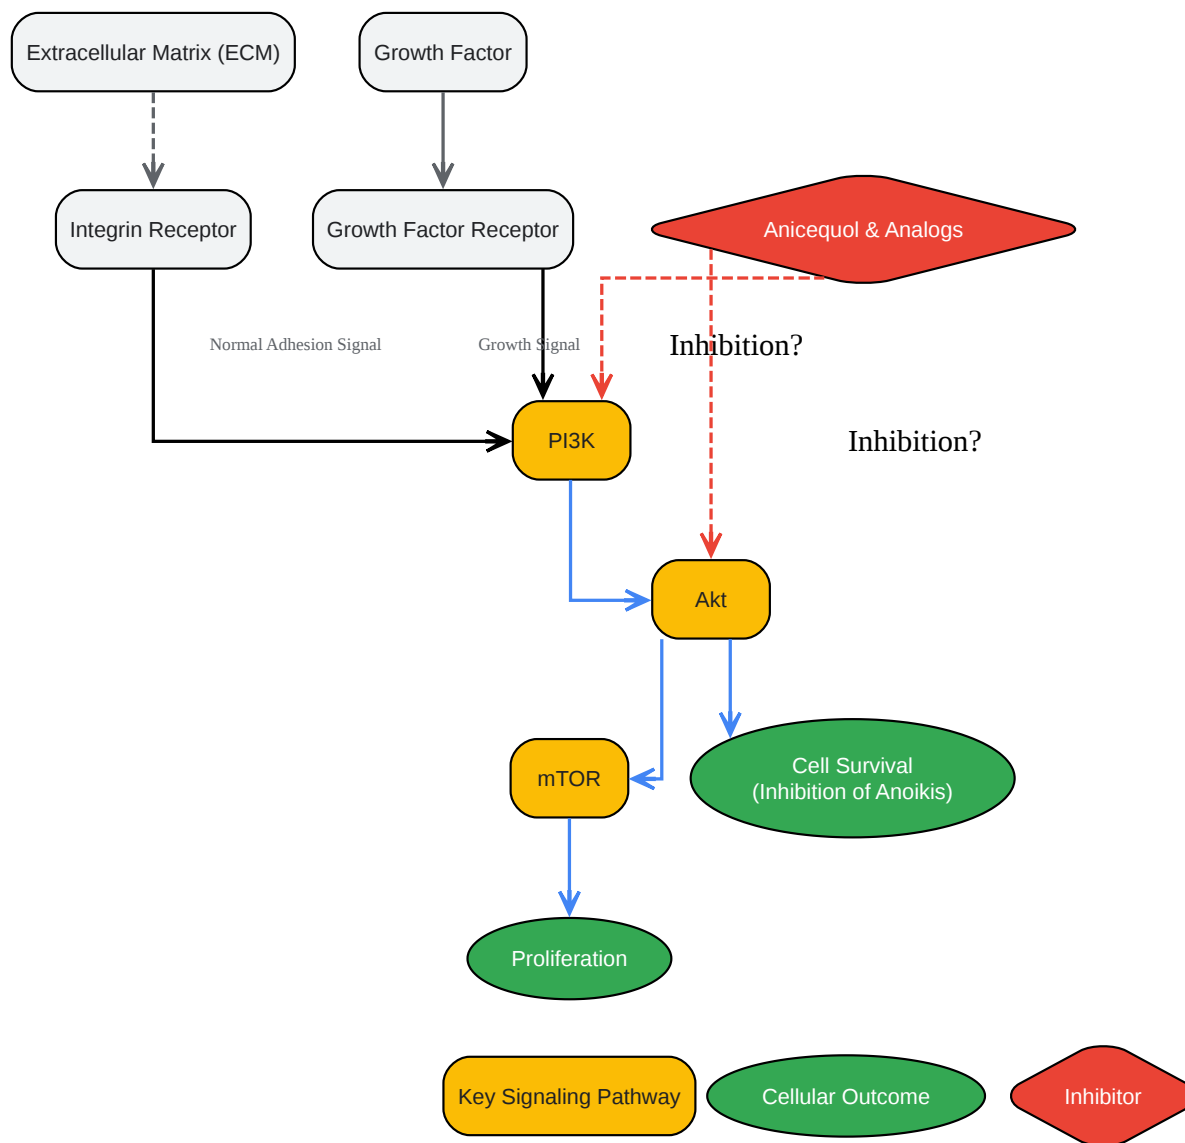 Extracellular Matrix (ECM)
Growth Factor
Integrin Receptor
Growth Factor Receptor
Anicequol & Analogs
Normal Adhesion Signal
Growth Signal
Inhibition?
PI3K
Inhibition?
Akt
mTOR
Cell Survival
(Inhibition of Anoikis)
Proliferation
Key Signaling Pathway
Cellular Outcome
Inhibitor